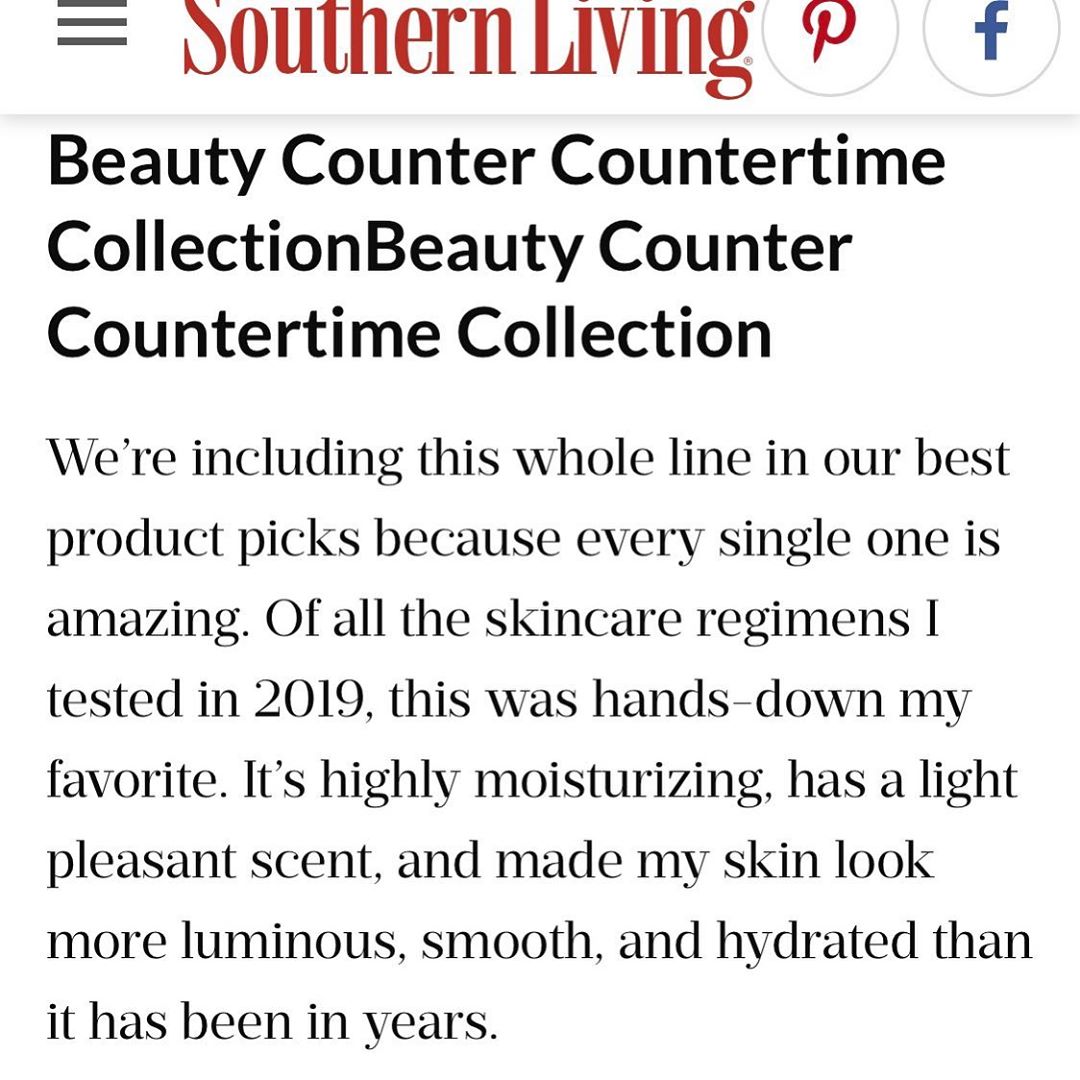 Southern Living®
Beauty Counter Countertime
CollectionBeauty Counter
Countertime Collection
We’re including this whole line in our best
product picks because every single one is
amazing. Of all the skincare regimens I
tested in 2019, this was hands-down my
favorite. It’s highly moisturizing, has a light
pleasant scent, and made my skin look
more luminous, smooth, and hydrated than
it has been in years.